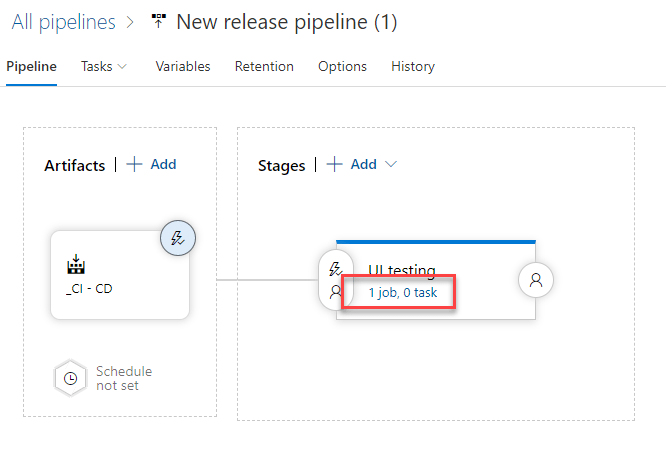 All pipelines > New release pipeline (1)
Pipeline Tasks Variables Retention Options History
Artifacts | + Add
Stages | + Add
_CI - CD
UI testing
1 job, 0 task
Schedule
not set